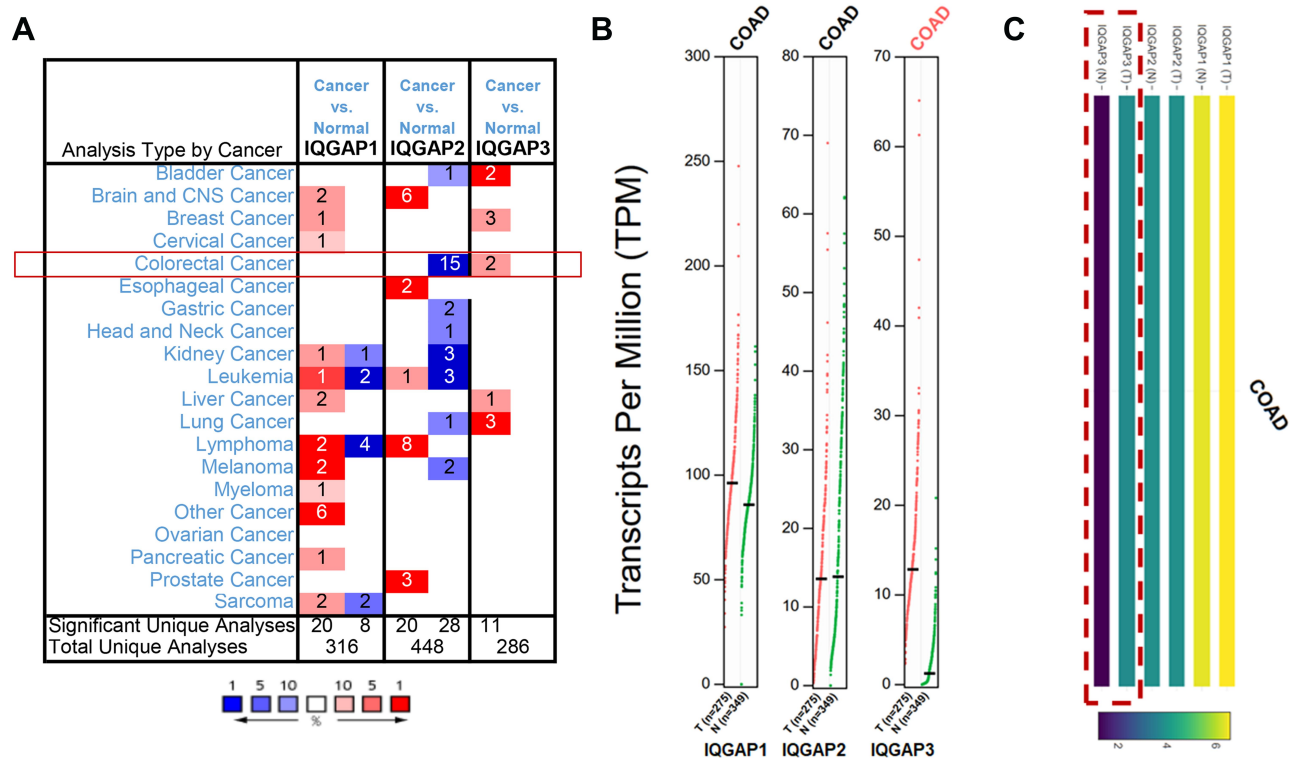 A
Cancer vs. Normal IQGAP1
Cancer vs. Normal IQGAP2
Cancer vs. Normal IQGAP3
Analysis Type by Cancer
Bladder Cancer 1 2
Brain and CNS Cancer 2 6
Breast Cancer 1 3
Cervical Cancer 1
Colorectal Cancer 15 2
Esophageal Cancer 2
Gastric Cancer 2
Head and Neck Cancer 1
Kidney Cancer 1 1 3
Leukemia 1 2 1 3
Liver Cancer 2 1
Lung Cancer 1 3
Lymphoma 2 4 8
Melanoma 2 2
Myeloma 1
Other Cancer 6
Ovarian Cancer
Pancreatic Cancer 1
Prostate Cancer 3
Sarcoma 2 2
Significant Unique Analyses 20 8 20 28 11
Total Unique Analyses 316 448 286
1 5 10 10 5 1
%
B
Transcripts Per Million (TPM)
COAD
300
250
200
150
100
50
0
T (n=275)
N (n=349)
IQGAP1
COAD
80
70
60
50
40
30
20
10
0
T (n=275)
N (n=349)
IQGAP2
COAD
70
60
50
40
30
20
10
0
T (n=275)
N (n=349)
IQGAP3
C
IQGAP3 (N)
IQGAP3 (T)
IQGAP2 (N)
IQGAP2 (T)
IQGAP1 (N)
IQGAP1 (T)
COAD
2 4 6